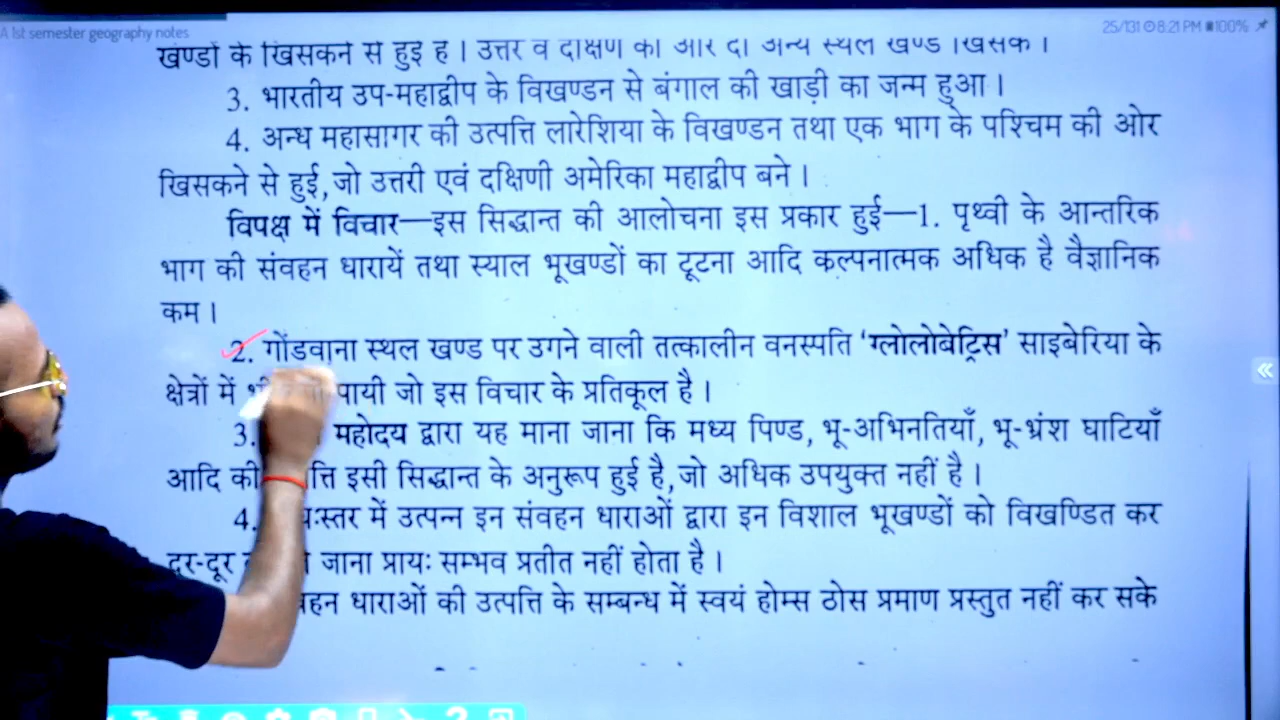 A 1st semester geography notes
25/131 8:21 PM 100%
खण्डों के खिसकने से हुई है। उत्तर व दक्षिण की ओर दो अन्य स्थल खण्ड खिसके।
3. भारतीय उप-महाद्वीप के विखण्डन से बंगाल की खाड़ी का जन्म हुआ।
4. अन्ध महासागर की उत्पत्ति लारेशिया के विखण्डन तथा एक भाग के पश्चिम की ओर
खिसकने से हुई, जो उत्तरी एवं दक्षिणी अमेरिका महाद्वीप बने।
विपक्ष में विचार—इस सिद्धान्त की आलोचना इस प्रकार हुई—1. पृथ्वी के आन्तरिक
भाग की संवहन धारायें तथा स्याल भूखण्डों का टूटना आदि कल्पनात्मक अधिक है वैज्ञानिक
कम।
2. गोंडवाना स्थल खण्ड पर उगने वाली तत्कालीन वनस्पति ‘ग्लोलोबेट्रिस’ साइबेरिया के
क्षेत्रों में पायी जो इस विचार के प्रतिकूल है।
3. महोदय द्वारा यह माना जाना कि मध्य पिण्ड, भू-अभिनतियाँ, भू-भ्रंश घाटियाँ
आदि की इसी सिद्धान्त के अनुरूप हुई है, जो अधिक उपयुक्त नहीं है।
4. में उत्पन्न इन संवहन धाराओं द्वारा इन विशाल भूखण्डों को विखण्डित कर
दूर-दूर जाना प्रायः सम्भव प्रतीत नहीं होता है।
धाराओं की उत्पत्ति के सम्बन्ध में स्वयं होम्स ठोस प्रमाण प्रस्तुत नहीं कर सके